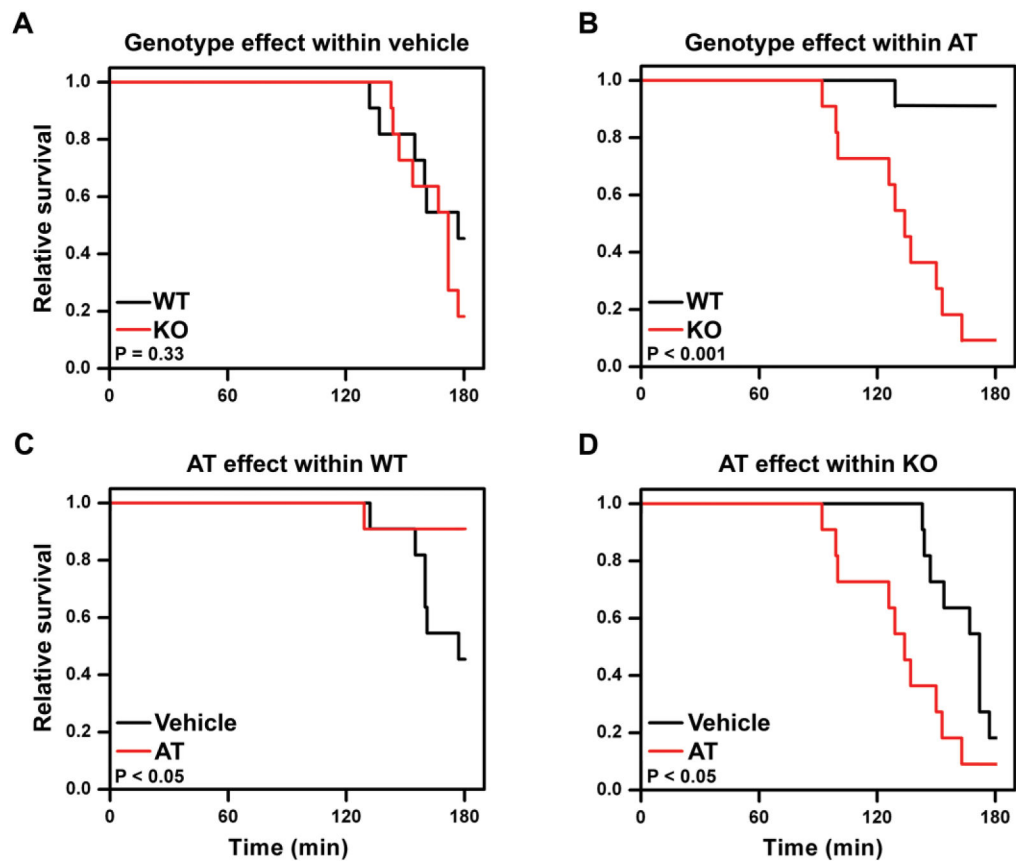 A
Genotype effect within vehicle
1.0
0.8
0.6
0.4
0.2
0.0
Relative survival
WT
KO
P = 0.33
0
60
120
180
B
Genotype effect within AT
1.0
0.8
0.6
0.4
0.2
0.0
WT
KO
P < 0.001
0
60
120
180
C
AT effect within WT
1.0
0.8
0.6
0.4
0.2
0.0
Relative survival
Vehicle
AT
P < 0.05
0
60
120
180
Time (min)
D
AT effect within KO
1.0
0.8
0.6
0.4
0.2
0.0
Vehicle
AT
P < 0.05
0
60
120
180
Time (min)